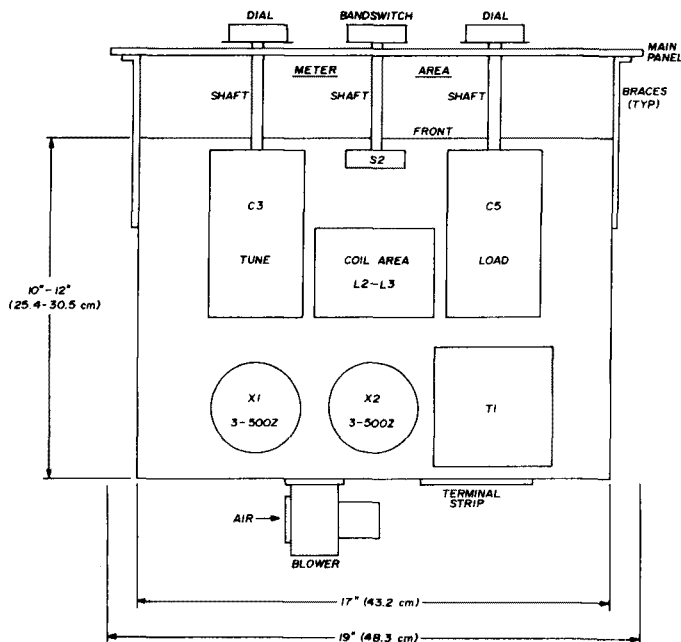 DIAL
BANDSWITCH
DIAL
MAIN
PANEL
METER
AREA
SHAFT
SHAFT
SHAFT
BRACES
(TYP)
FRONT
S2
C3
C5
TUNE
COIL AREA
LOAD
L2-L3
10"-12"
(25.4-30.5 cm)
X1
X2
T1
3-500Z
3-500Z
TERMINAL
STRIP
AIR
BLOWER
17" (43.2 cm)
19" (48.3 cm)